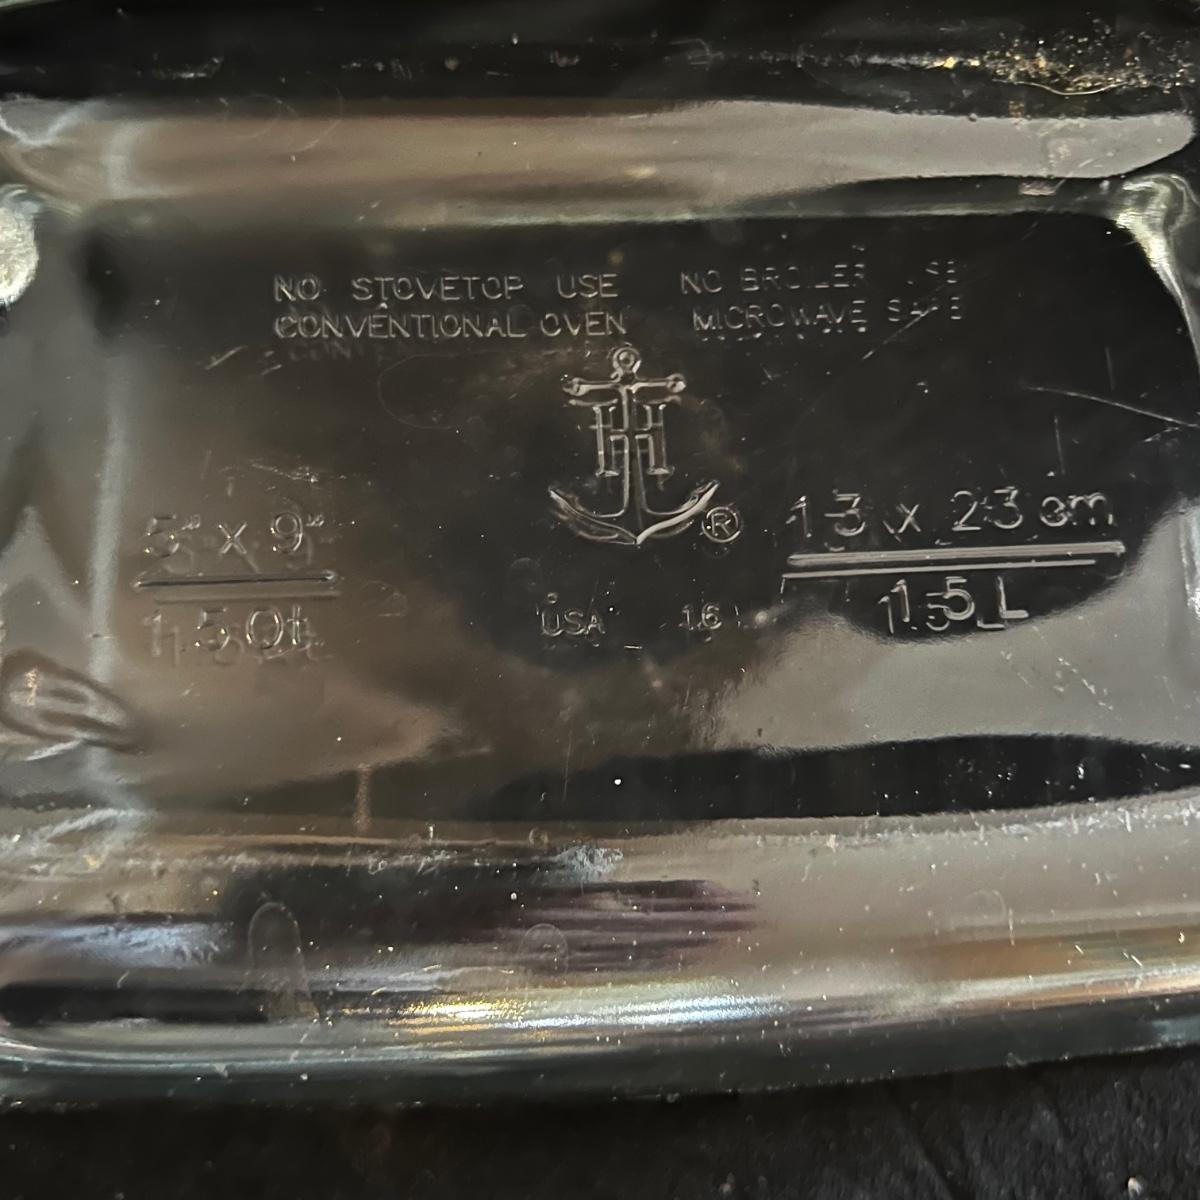 NO STOVETOP USE NO BROILER USE
CONVENTIONAL OVEN MICROWAVE SAFE
H
®
5" x 9"
1.5 Qt
13 x 23 cm
1.5 L
USA 16